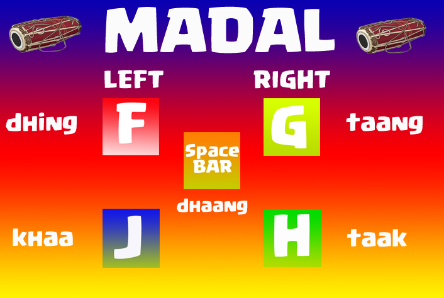 MADAL
LEFT RIGHT
dhing F G taang
Space
BAR
dhaang
khaa J H taak